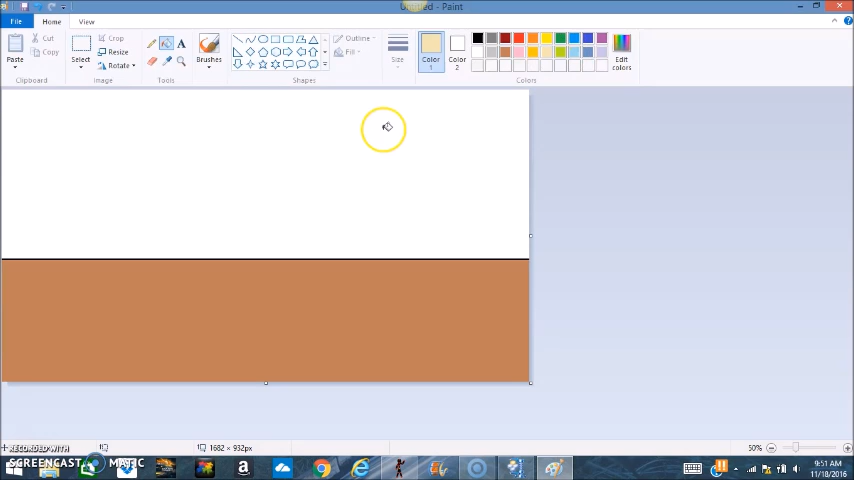 Untitled - Paint
File Home View
Paste
Cut
Copy
Clipboard
Select
Crop
Resize
Rotate
Image
A
Tools
Brushes
Shapes
Outline
Fill
Size
Color 1
Color 2
Edit colors
Colors
1682 × 932px
50%
RECORDED WITH
SCREENCAST MATIC
9:51 AM
11/18/2016